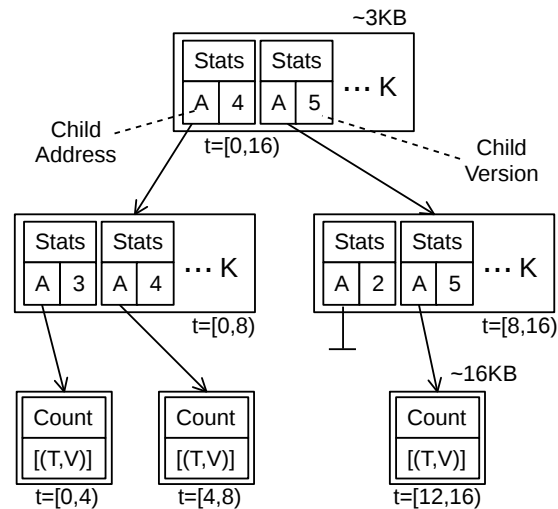 ~3KB
Stats Stats
A 4 A 5 ... K
Child Address
Child Version
t=[0,16)
Stats Stats
A 3 A 4 ... K
t=[0,8)
Stats Stats
A 2 A 5 ... K
t=[8,16)
~16KB
Count
[(T,V)]
t=[0,4)
Count
[(T,V)]
t=[4,8)
Count
[(T,V)]
t=[12,16)